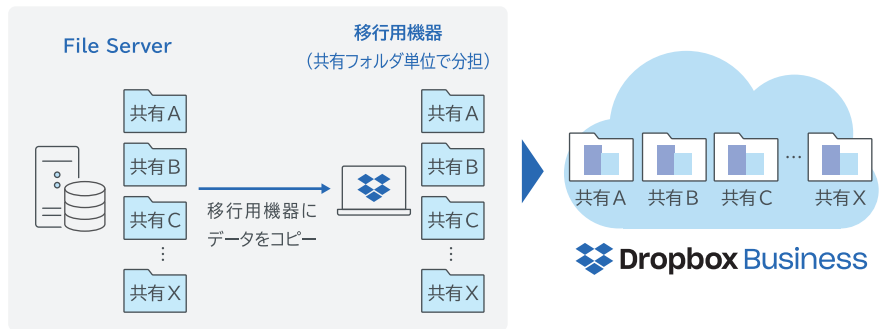 File Server
共有A
共有B
共有C
⋮
共有X
移行用機器に
データをコピー
移行用機器
（共有フォルダ単位で分担）
共有A
共有B
共有C
⋮
共有X
共有A 共有B 共有C … 共有X
Dropbox Business